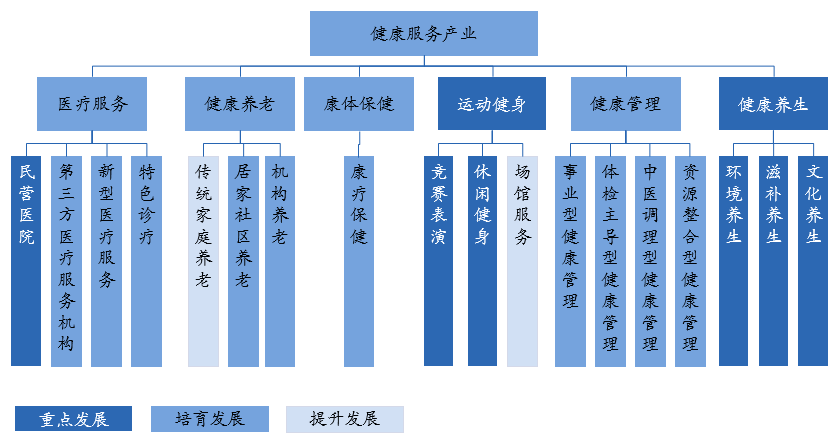 健康服务产业
医疗服务
健康养老
康体保健
运动健身
健康管理
健康养生
民营医院
第三方医疗服务机构
新型医疗服务
特色诊疗
传统家庭养老
居家社区养老
机构养老
康疗保健
竞赛表演
休闲健身
场馆服务
事业型健康管理
体检主导型健康管理
中医调理型健康管理
资源整合型健康管理
环境养生
滋补养生
文化养生
重点发展
培育发展
提升发展